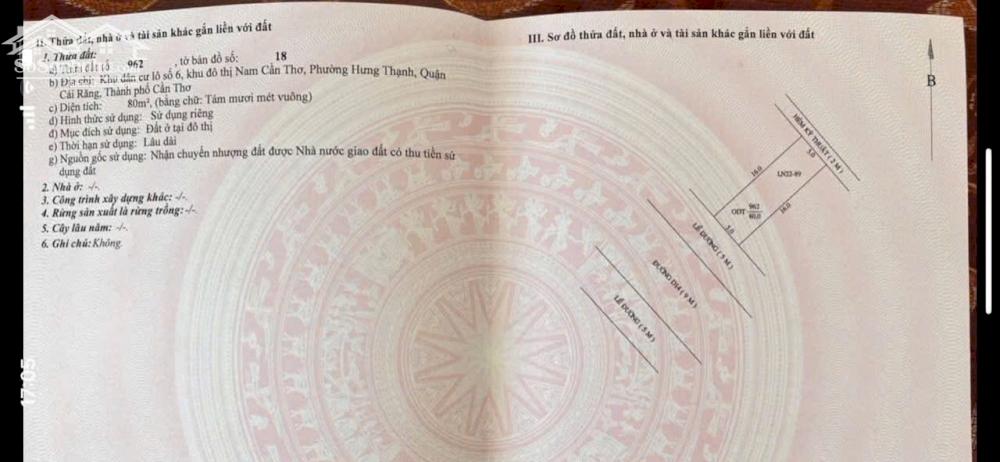 II. Thửa đất, nhà ở và tài sản khác gắn liền với đất
1. Thửa đất:
a) Thửa đất số 962 , tờ bản đồ số: 18
b) Địa chỉ: Khu dân cư lô số 6, khu đô thị Nam Cần Thơ, Phường Hưng Thạnh, Quận
Cái Răng, Thành phố Cần Thơ
c) Diện tích: 80m², (bằng chữ: Tám mươi mét vuông)
d) Hình thức sử dụng: Sử dụng riêng
đ) Mục đích sử dụng: Đất ở tại đô thị
e) Thời hạn sử dụng: Lâu dài
g) Nguồn gốc sử dụng: Nhận chuyển nhượng đất được Nhà nước giao đất có thu tiền sử
dụng đất
2. Nhà ở: -/-.
3. Công trình xây dựng khác: -/-.
4. Rừng sản xuất là rừng trồng: -/-.
5. Cây lâu năm: -/-.
6. Ghi chú: Không.
III. Sơ đồ thửa đất, nhà ở và tài sản khác gắn liền với đất
B
HẺM KỸ THUẬT ( 2 M )
5.0
16.0
LN22-89
ODT 962
80.0
16.0
5.0
LỀ ĐƯỜNG ( 5 M )
ĐƯỜNG D14 ( 9 M )
LỀ ĐƯỜNG ( 5 M )
17:05